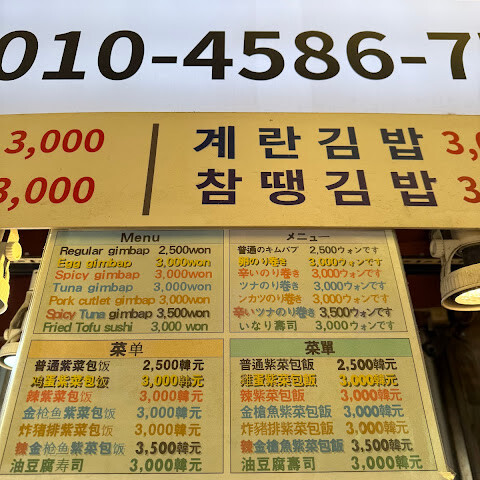 010-4586-7
3,000 계란김밥 3,0
3,000 참땡김밥 3
Menu
Regular gimbap 2,500won
Egg gimbap 3,000won
Spicy gimbap 3,000won
Tuna gimbap 3,000won
Pork cutlet gimbap 3,000won
Spicy Tuna gimbap 3,500won
Fried Tofu sushi 3,000 won
メニュー
普通のキムパプ 2,500ウォンです
卵のり巻き 3,000ウォンです
辛いのり巻き 3,000ウォンです
ツナのり巻き 3,000ウォンです
ンカツのり巻き 3,000ウォンです
辛いツナのり巻き 3,500ウォンです
いなり壽司 3,000ウォンです
菜单
普通紫菜包饭 2,500韓元
鸡蛋紫菜包饭 3,000韓元
辣紫菜包饭 3,000韓元
金枪鱼紫菜包饭 3,000韓元
炸猪排紫菜包饭 3,000韓元
辣金枪鱼紫菜包饭 3,500韓元
油豆腐寿司 3,000韓元
菜單
普通紫菜包飯 2,500韓元
雞蛋紫菜包飯 3,000韓元
辣紫菜包飯 3,000韓元
金槍魚紫菜包飯 3,000韓元
炸豬排紫菜包飯 3,000韓元
辣金槍魚紫菜包飯 3,500韓元
油豆腐壽司 3,000韓元